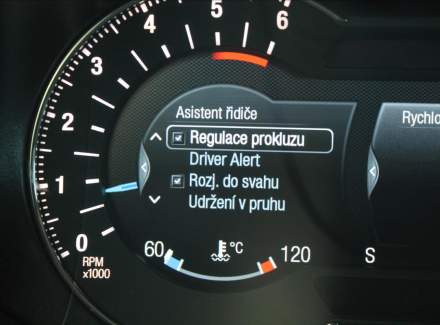 6
5
4
3
2
1
0
RPM
x1000
Asistent řidiče
Regulace prokluzu
Driver Alert
Rozj. do svahu
Udržení v pruhu
60 °C 120
Rychlo
S